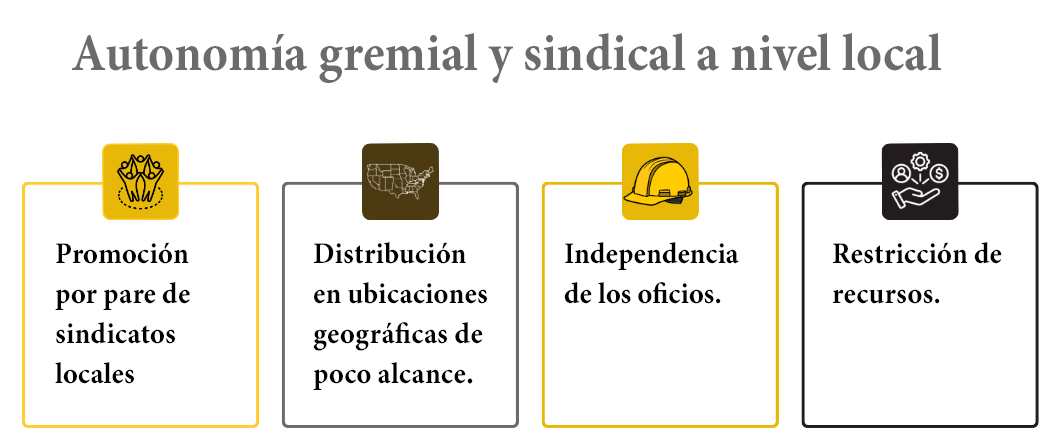 Autonomía gremial y sindical a nivel local
Promoción
por pare de
sindicatos
locales
Distribución
en ubicaciones
geográficas de
poco alcance.
Independencia
de los oficios.
Restricción de
recursos.